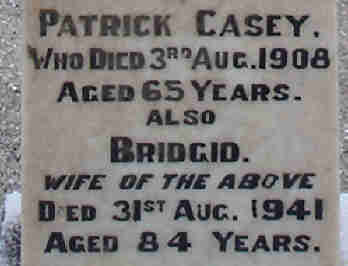 PATRICK CASEY.
WHO DIED 3RD AUG. 1908
AGED 65 YEARS.
ALSO
BRIDGID.
WIFE OF THE ABOVE
DIED 31ST AUG. 1941
AGED 84 YEARS.